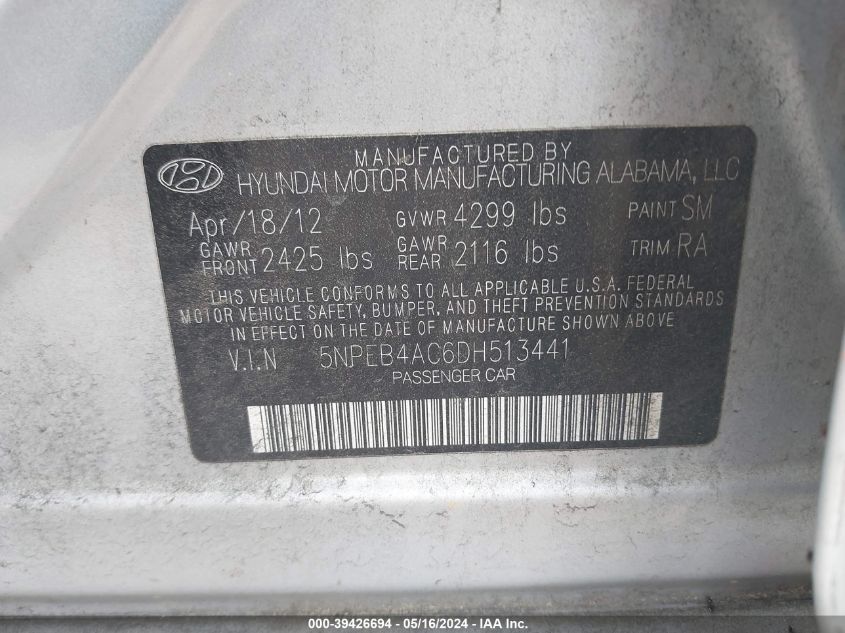 MANUFACTURED BY
HYUNDAI MOTOR MANUFACTURING ALABAMA, LLC
Apr/18/12 GVWR 4299 lbs PAINT SM
GAWR FRONT 2425 lbs GAWR REAR 2116 lbs TRIM RA
THIS VEHICLE CONFORMS TO ALL APPLICABLE U.S.A. FEDERAL
MOTOR VEHICLE SAFETY, BUMPER, AND THEFT PREVENTION STANDARDS
IN EFFECT ON THE DATE OF MANUFACTURE SHOWN ABOVE
V.I.N 5NPEB4AC6DH513441
PASSENGER CAR
000-39426694 - 05/16/2024 - IAA, Inc.